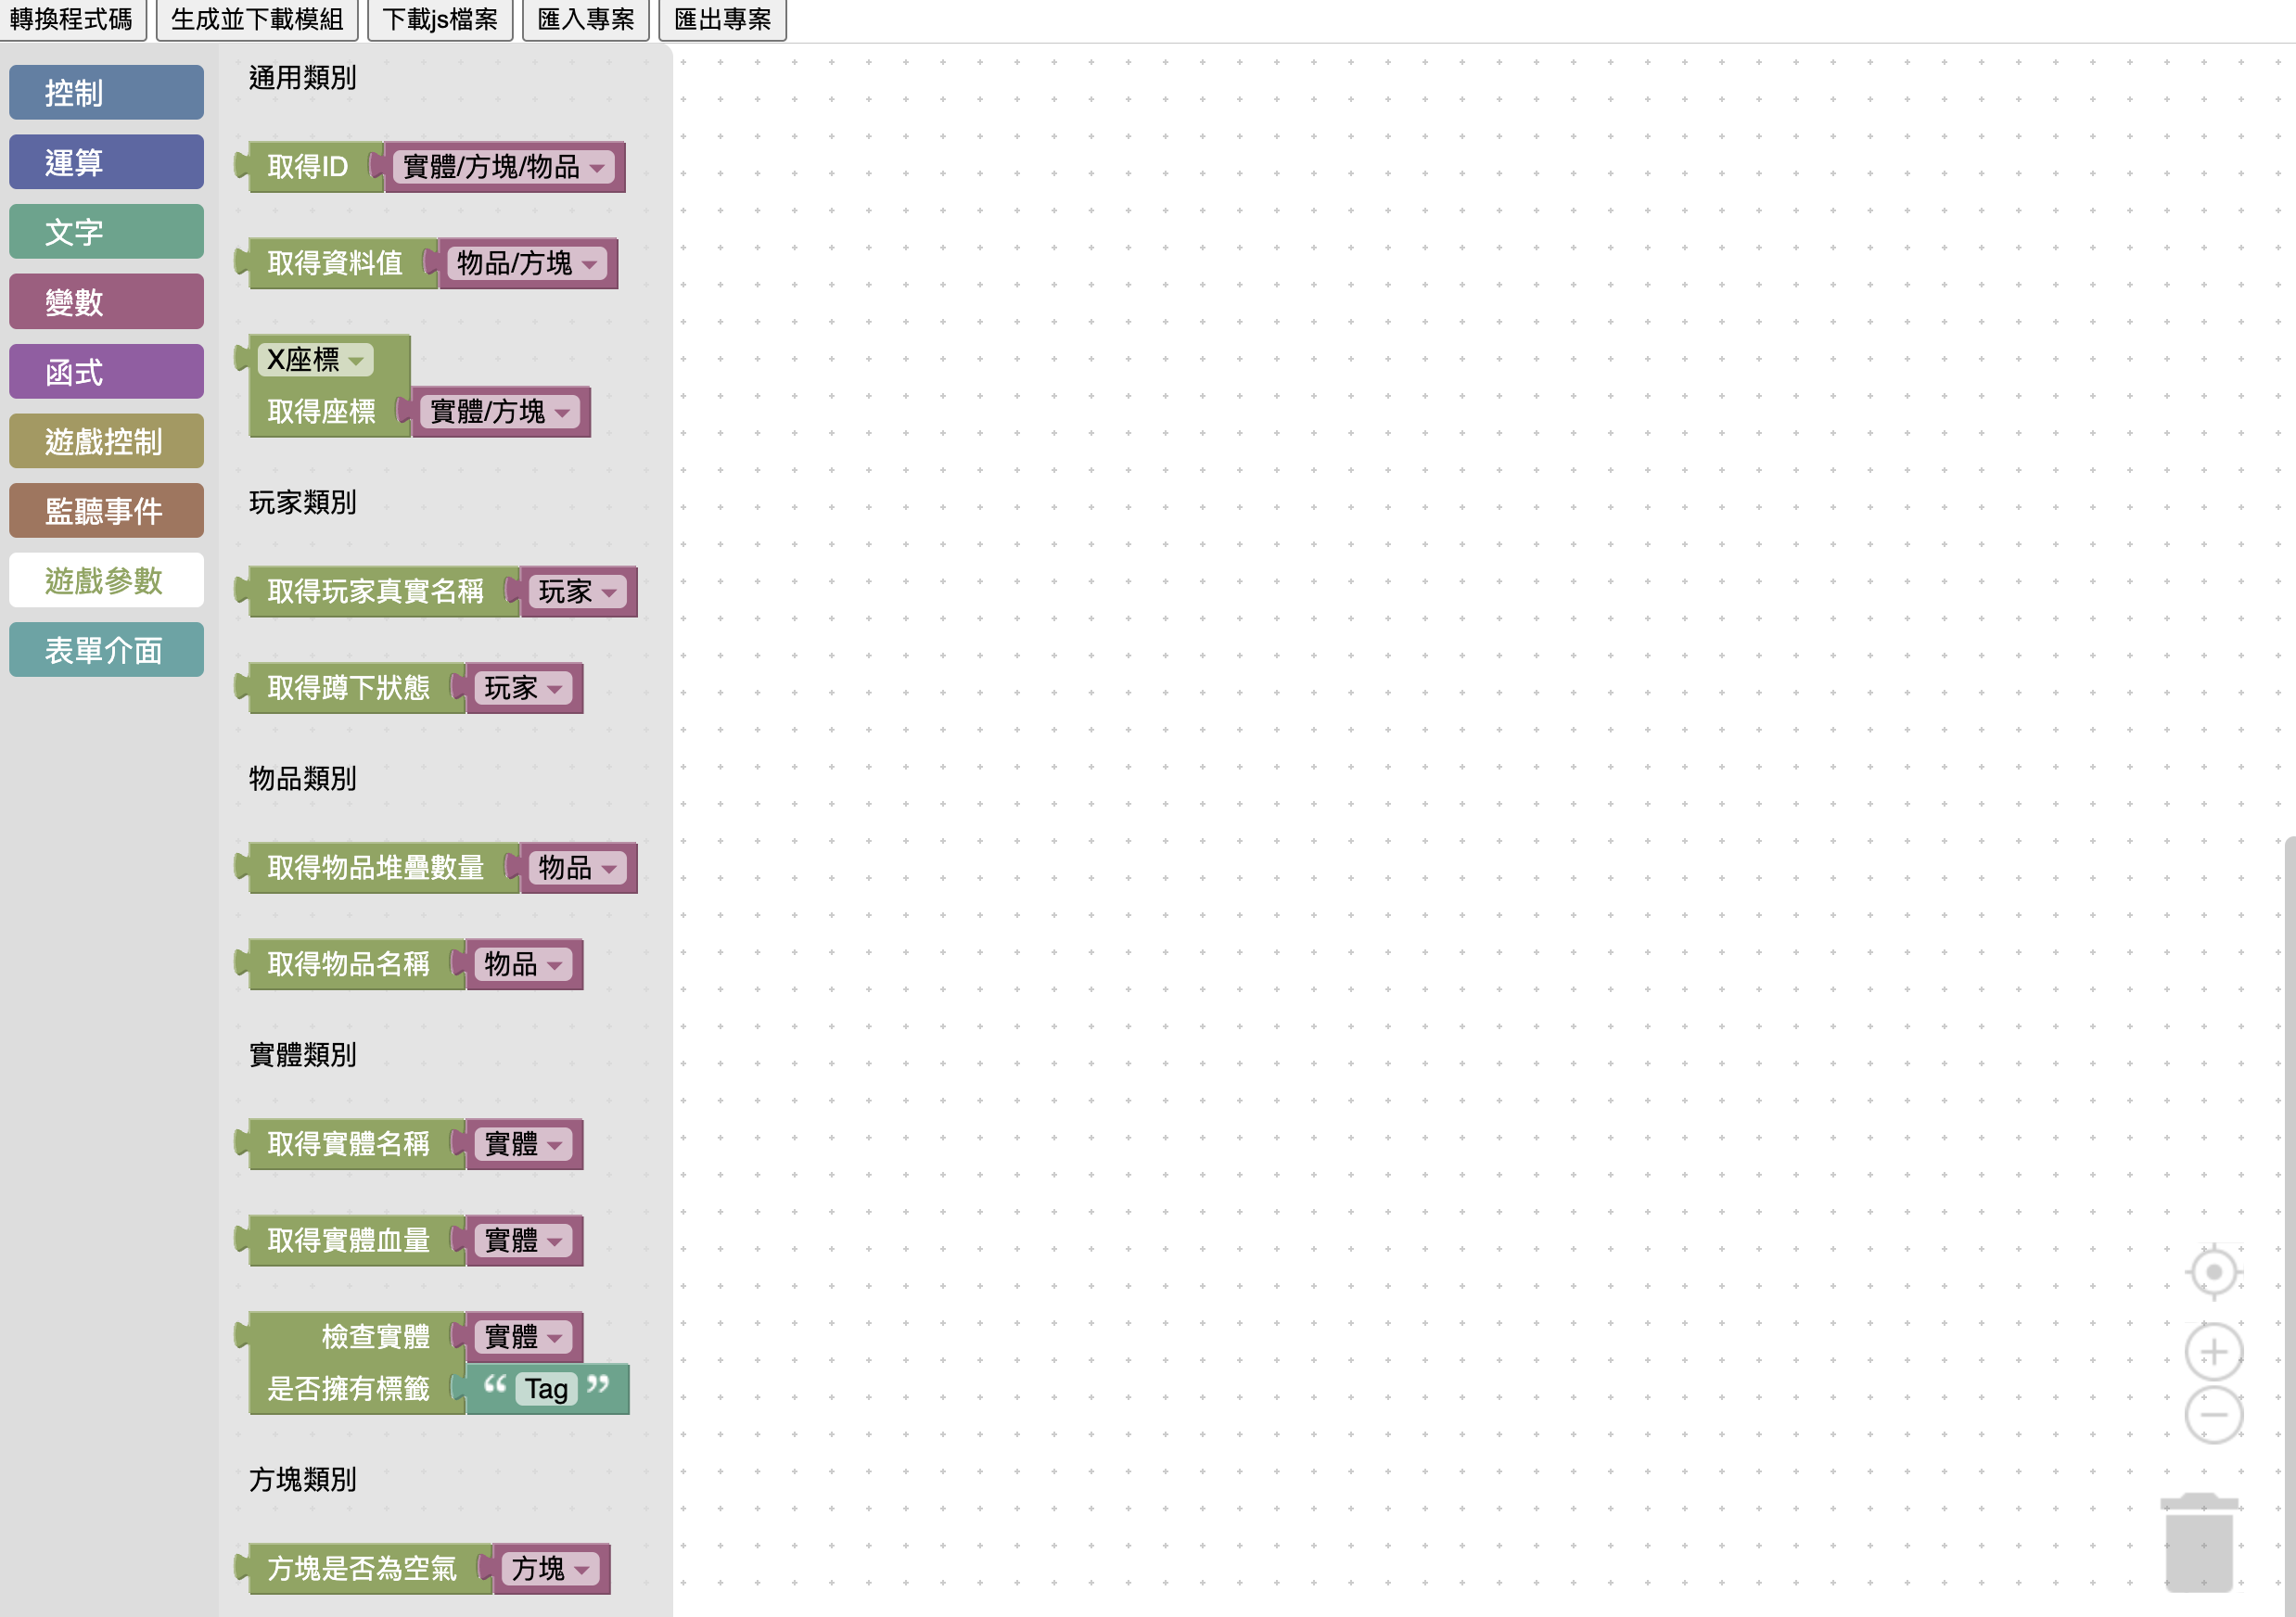 轉換程式碼 生成並下載模組 下載js檔案 匯入專案 匯出專案
控制
運算
文字
變數
函式
遊戲控制
監聽事件
遊戲參數
表單介面
通用類別
取得ID 實體/方塊/物品
取得資料值 物品/方塊
X座標
取得座標 實體/方塊
玩家類別
取得玩家真實名稱 玩家
取得蹲下狀態 玩家
物品類別
取得物品堆疊數量 物品
取得物品名稱 物品
實體類別
取得實體名稱 實體
取得實體血量 實體
檢查實體 實體
是否擁有標籤 “ Tag ”
方塊類別
方塊是否為空氣 方塊